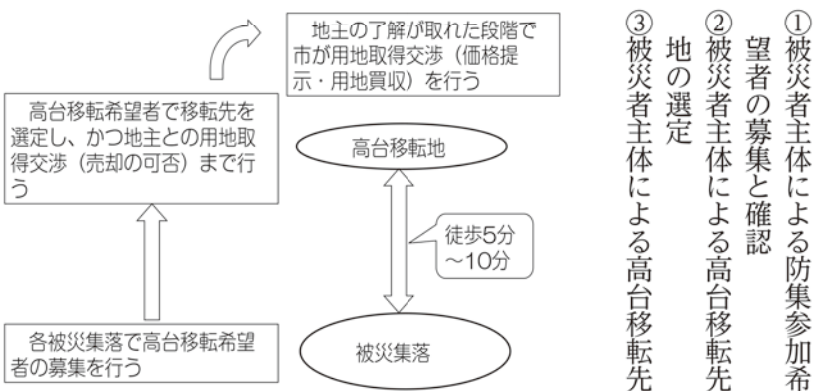 ①被災者主体による防集参加希
望者の募集と確認
②被災者主体による高台移転先
地の選定
③被災者主体による高台移転先
地主の了解が取れた段階で
市が用地取得交渉（価格提
示・用地買収）を行う
高台移転希望者で移転先を
選定し、かつ地主との用地取
得交渉（売却の可否）まで行
う
各被災集落で高台移転希望
者の募集を行う
高台移転地
徒歩5分
～10分
被災集落